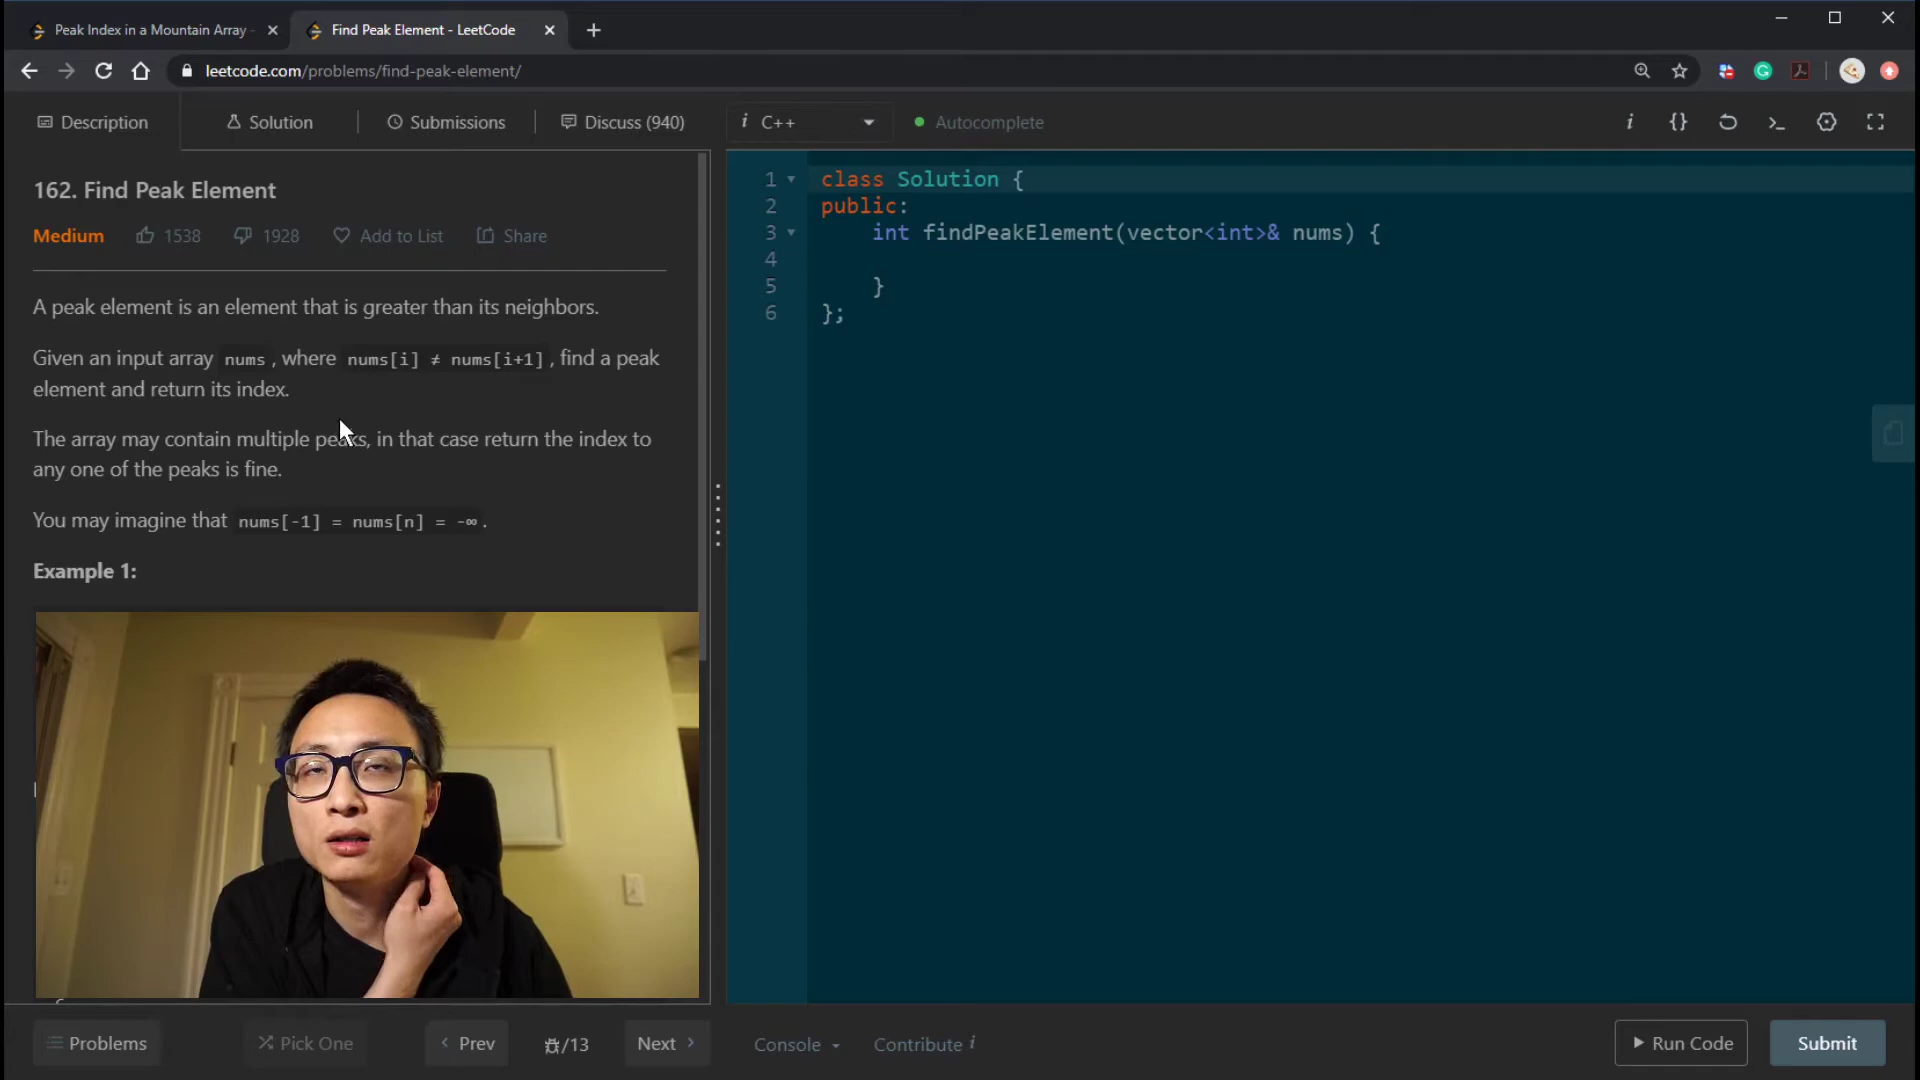 Peak Index in a Mountain Array -
Find Peak Element - LeetCode
leetcode.com/problems/find-peak-element/
Description
Solution
Submissions
Discuss (940)
i C++
Autocomplete
162. Find Peak Element
Medium 1538 1928 Add to List Share
A peak element is an element that is greater than its neighbors.
Given an input array nums , where nums[i] ≠ nums[i+1] , find a peak
element and return its index.
The array may contain multiple peaks, in that case return the index to
any one of the peaks is fine.
You may imagine that nums[-1] = nums[n] = -∞ .
Example 1:
1 class Solution {
2 public:
3 int findPeakElement(vector<int>& nums) {
4
5 }
6 };
Problems
Pick One
Prev
/13
Next
Console
Contribute i
Run Code
Submit